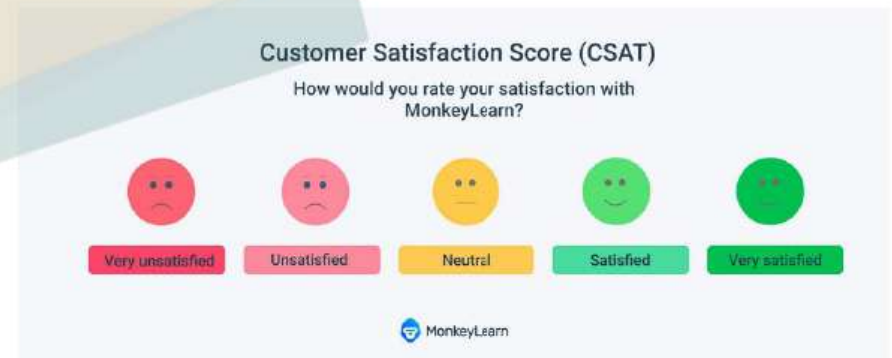 Customer Satisfaction Score (CSAT)
How would you rate your satisfaction with
MonkeyLearn?
Very unsatisfied
Unsatisfied
Neutral
Satisfied
Very satisfied
MonkeyLearn